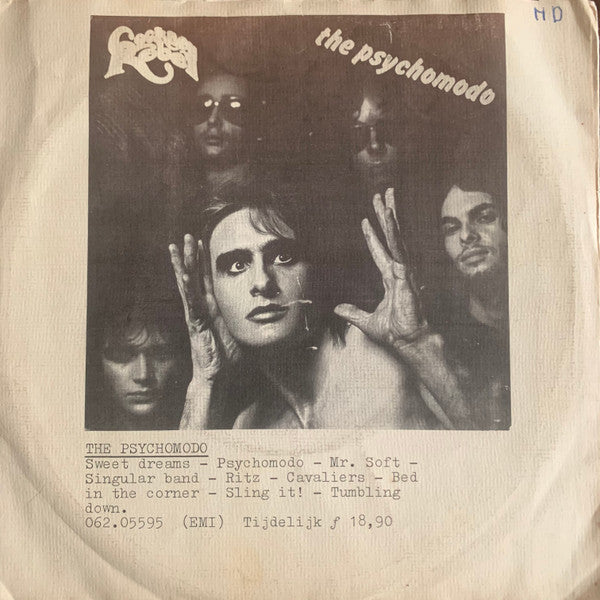 MD
Cockney Rebel
the psychomodo
THE PSYCHOMODO
Sweet dreams - Psychomodo - Mr. Soft -
Singular band - Ritz - Cavaliers - Bed
in the corner - Sling it! - Tumbling
down.
062.05595 (EMI) Tijdelijk ƒ 18,90